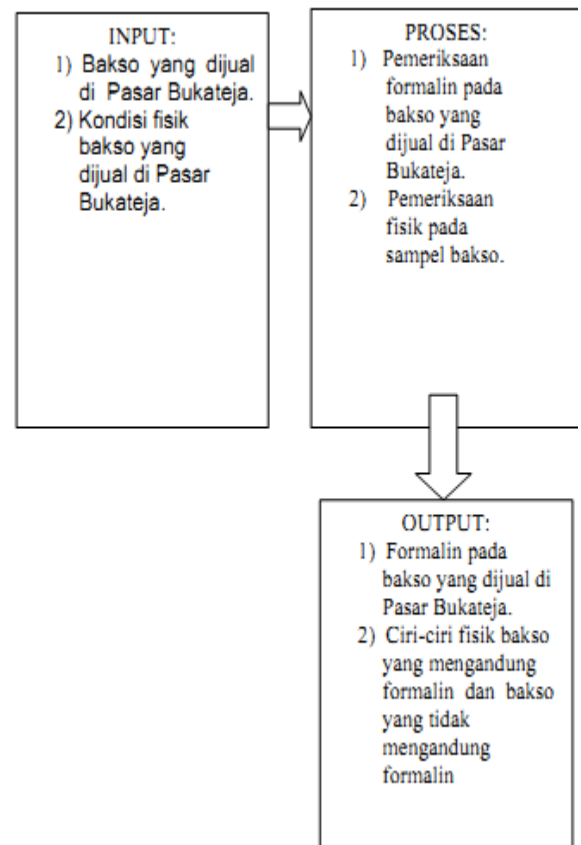 INPUT:
1) Bakso yang dijual
di Pasar Bukateja.
2) Kondisi fisik
bakso yang
dijual di Pasar
Bukateja.
PROSES:
1) Pemeriksaan
formalin pada
bakso yang
dijual di Pasar
Bukateja.
2) Pemeriksaan
fisik pada
sampel bakso.
OUTPUT:
1) Formalin pada
bakso yang dijual di
Pasar Bukateja.
2) Ciri-ciri fisik bakso
yang mengandung
formalin dan bakso
yang tidak
mengandung
formalin